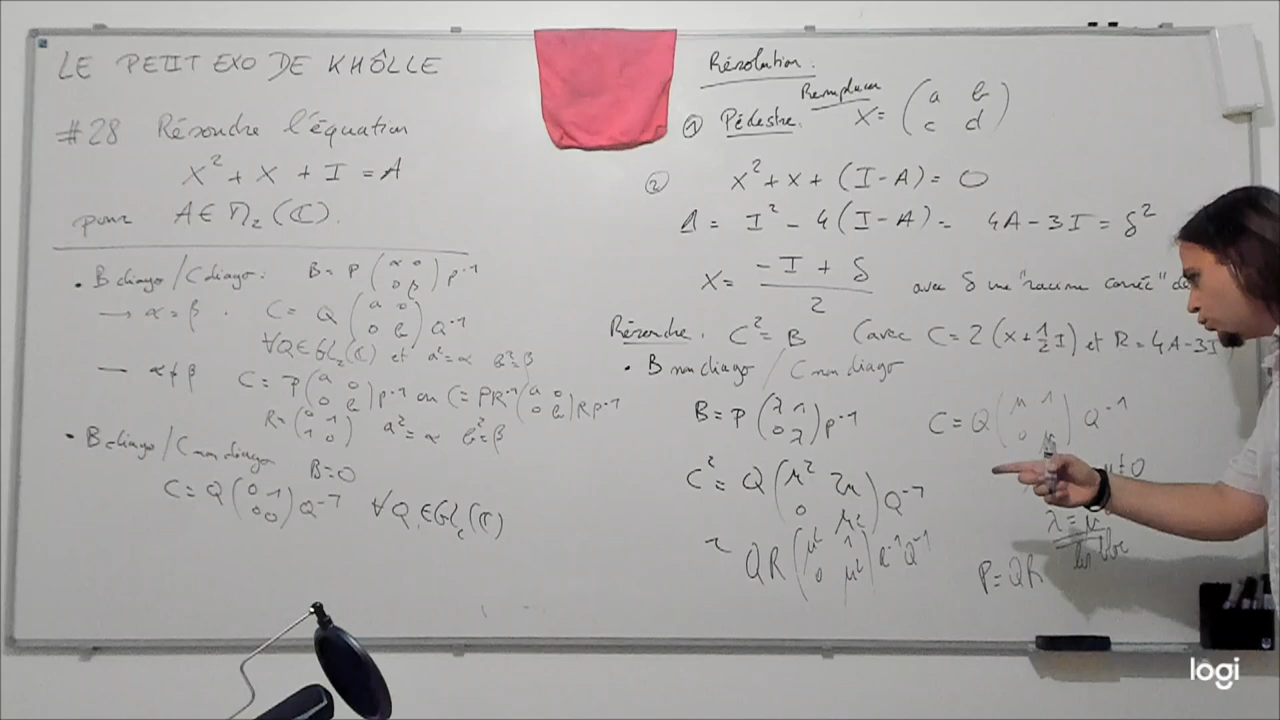 LE PETIT EXO DE KHÔLLE
#28 Résoudre l'équation
X² + X + I = A
pour A ∈ M₂(ℂ).
• B diago / C diago : B = P (α 0 / 0 β) P⁻¹
→ α = β . C = Q (a 0 / 0 b) Q⁻¹
∀Q ∈ GL₂(ℂ) et a² = α b² = β
— α ≠ β C = P (a 0 / 0 b) P⁻¹ ou C = PR⁻¹ (a 0 / 0 b) RP⁻¹
R = (0 1 / 1 0) a² = α b² = β
• B diago / C non diago B = 0
C = Q (0 1 / 0 0) Q⁻¹ ∀Q ∈ GL₂(ℂ)
Résolution :
① Pédestre. Remplacer X = (a b / c d)
② X² + X + (I - A) = 0
Δ = I² - 4(I - A) = 4A - 3I = δ²
X = (-I + δ) / 2 avec δ une "racine carrée" de
Résoudre . C² = B (avec C = 2(X + ½I) et B = 4A - 3I
• B non diago / C non diago
B = P (λ 1 / 0 λ) P⁻¹ C = Q (μ 1 / 0 μ) Q⁻¹
C² = Q (μ² 2μ / 0 μ²) Q⁻¹
= QR (μ² 1 / 0 μ²) R⁻¹Q⁻¹
P = QR
logi